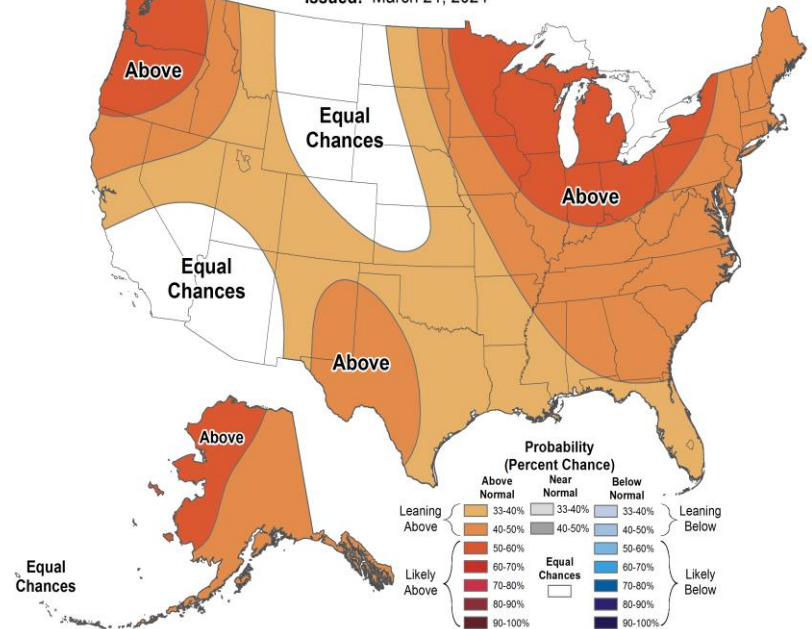 Issued: March 21, 2024
Above
Equal
Chances
Above
Equal
Chances
Above
Above
Equal
Chances
Probability
(Percent Chance)
Above
Normal
Near
Normal
Below
Normal
Leaning
Above
33-40%
33-40%
33-40%
Leaning
Below
40-50%
40-50%
40-50%
Likely
Above
50-60%
50-60%
Likely
Below
60-70%
Equal
Chances
60-70%
70-80%
70-80%
80-90%
80-90%
90-100%
90-100%